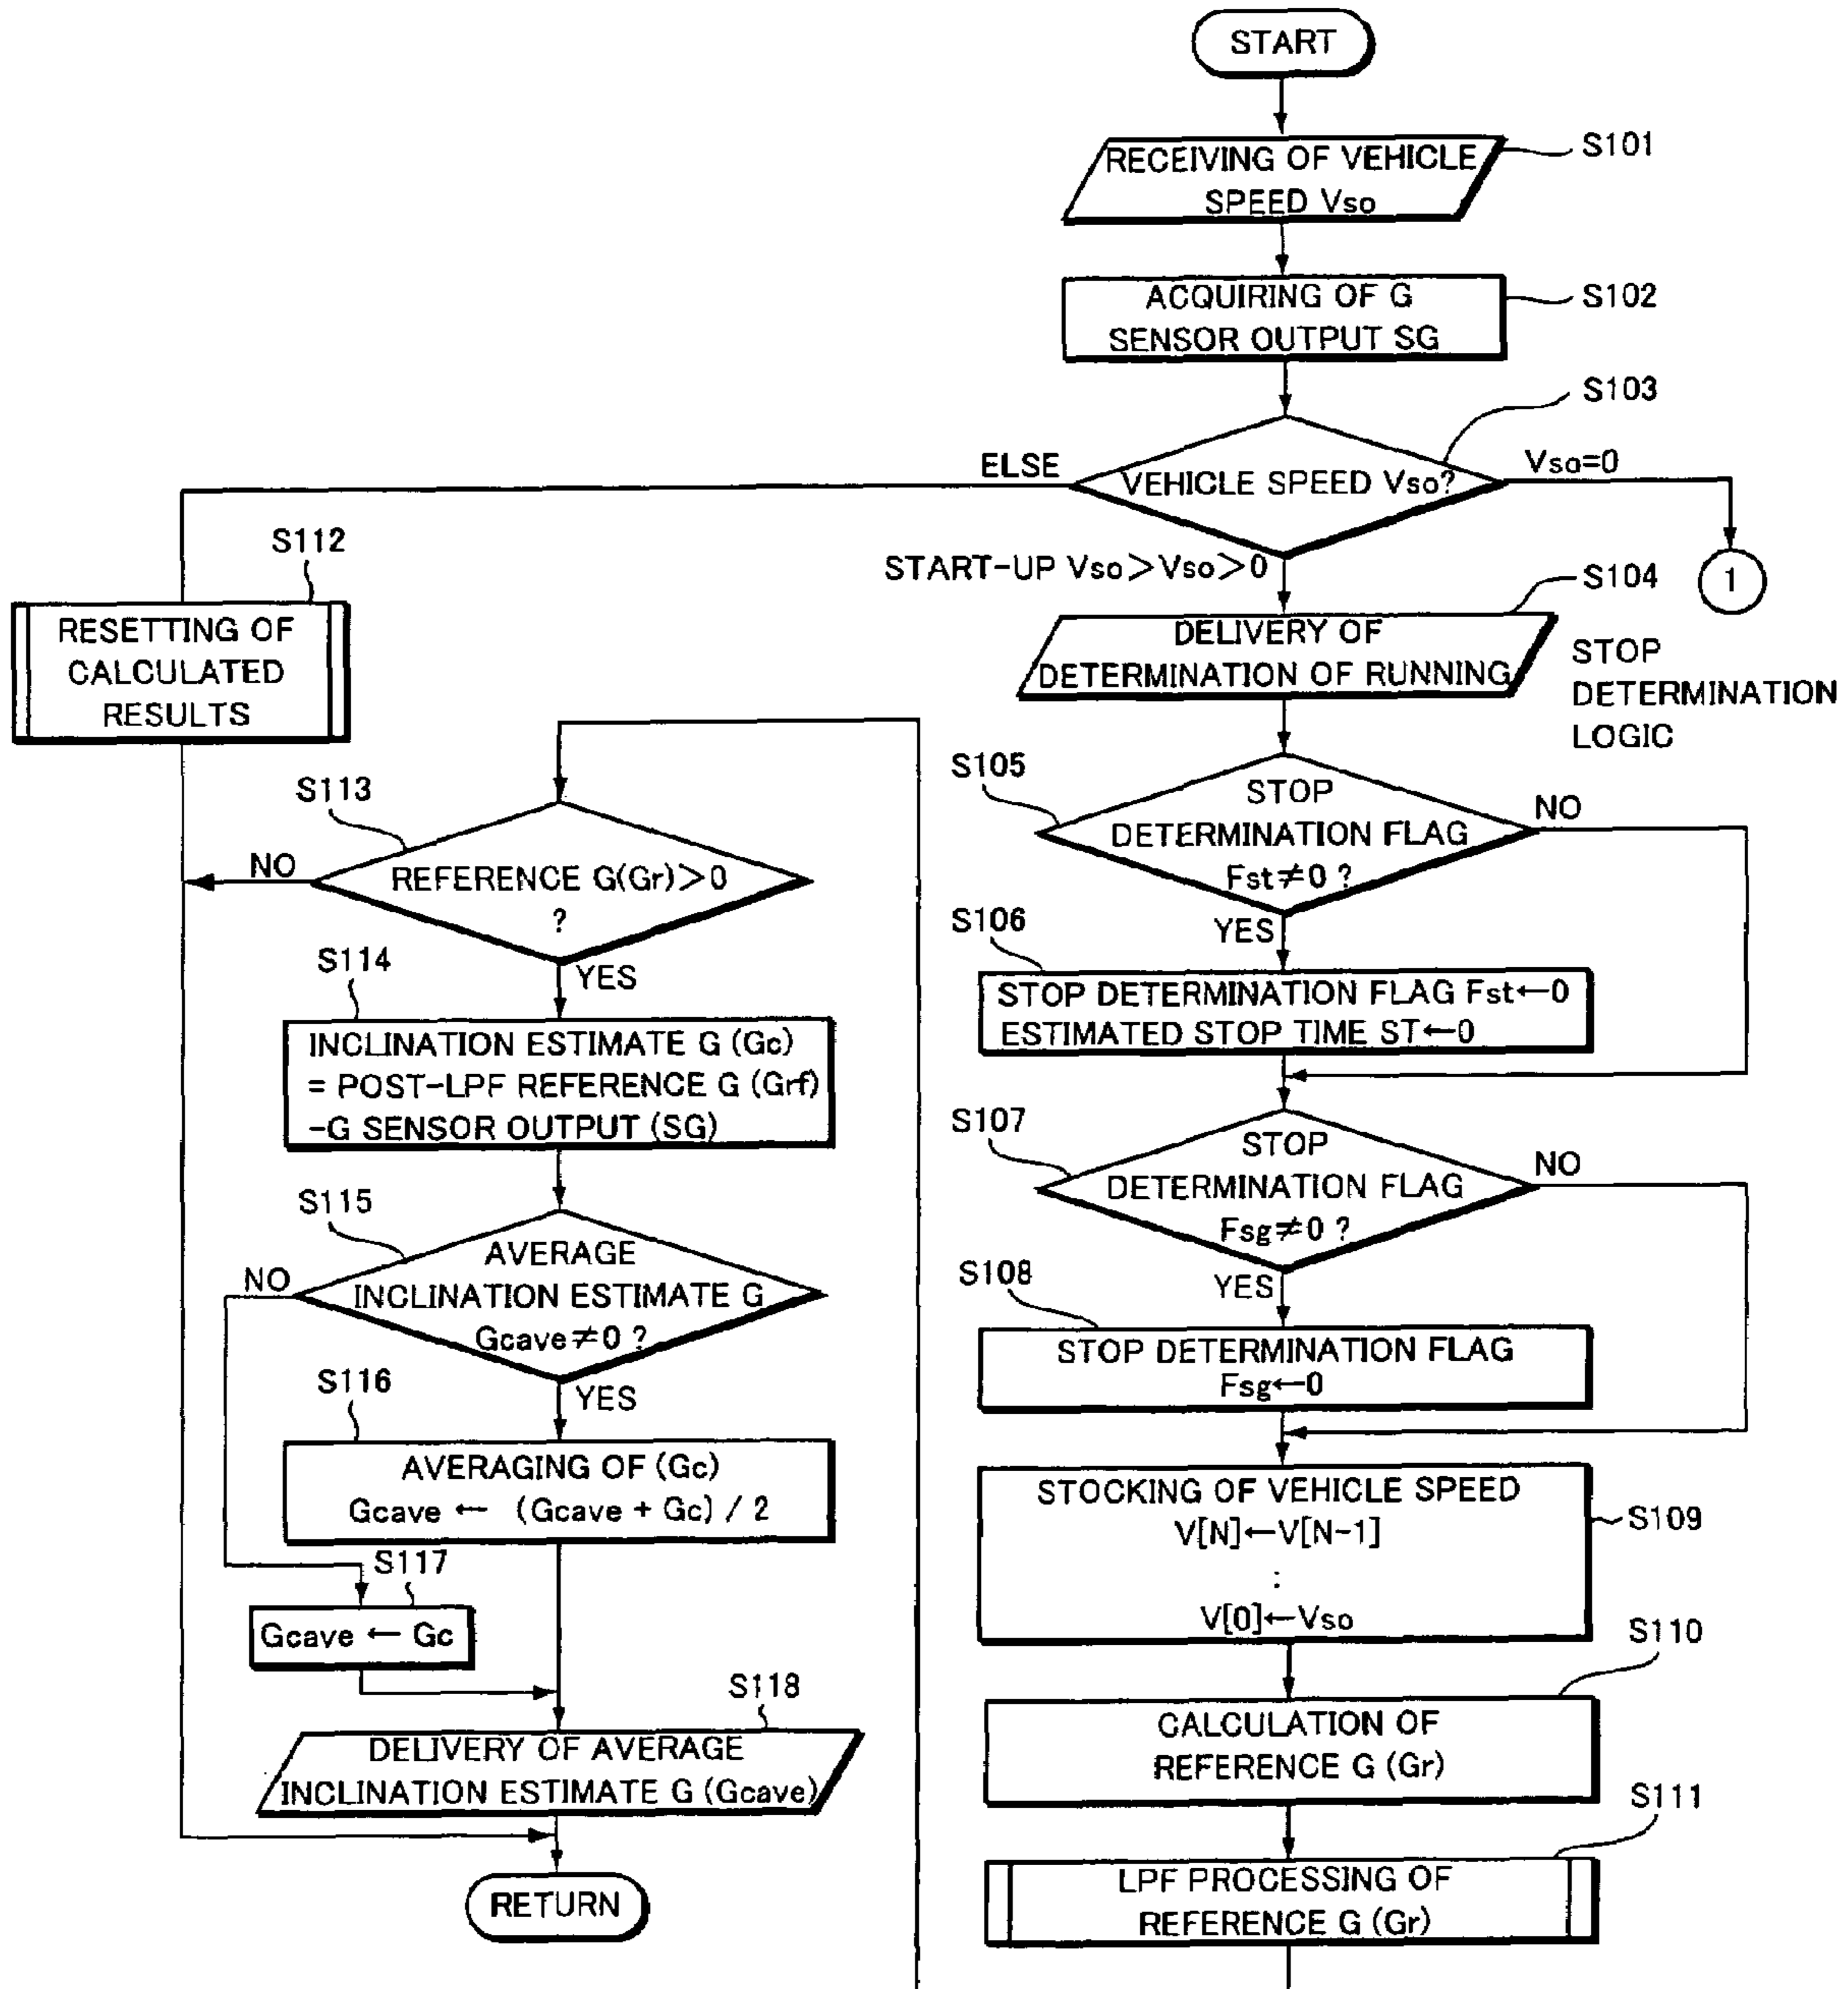 START
RECEIVING OF VEHICLE
SPEED Vso
S101
ACQUIRING OF G
SENSOR OUTPUT SG
S102
S103
VEHICLE SPEED Vso?
ELSE
Vso=0
1
STOP
DETERMINATION
LOGIC
START-UP Vso>Vso>0
S104
DELIVERY OF
DETERMINATION OF RUNNING
S105
STOP
DETERMINATION FLAG
Fst≠0 ?
NO
YES
S106
STOP DETERMINATION FLAG Fst←0
ESTIMATED STOP TIME ST←0
S107
STOP
DETERMINATION FLAG
Fsg≠0 ?
NO
YES
S108
STOP DETERMINATION FLAG
Fsg←0
STOCKING OF VEHICLE SPEED
V[N]←V[N-1]
:
V[0]←Vso
S109
S110
CALCULATION OF
REFERENCE G (Gr)
S111
LPF PROCESSING OF
REFERENCE G (Gr)
S112
RESETTING OF
CALCULATED
RESULTS
S113
REFERENCE G(Gr)>0
?
NO
YES
S114
INCLINATION ESTIMATE G (Gc)
= POST-LPF REFERENCE G (Grf)
-G SENSOR OUTPUT (SG)
S115
AVERAGE
INCLINATION ESTIMATE G
Gcave≠0 ?
NO
YES
S116
AVERAGING OF (Gc)
Gcave ← (Gcave + Gc) / 2
S117
Gcave ← Gc
S118
DELIVERY OF AVERAGE
INCLINATION ESTIMATE G (Gcave)
RETURN